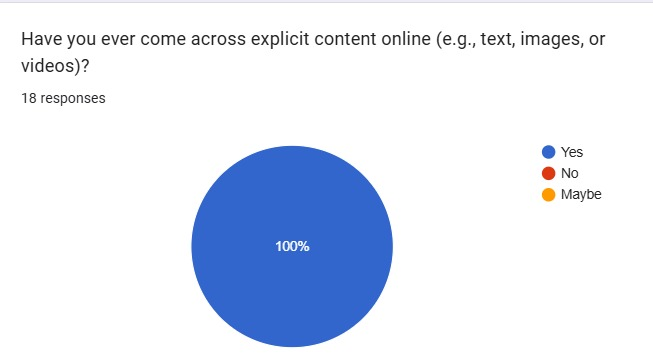 Have you ever come across explicit content online (e.g., text, images, or
videos)?
18 responses
Yes
No
Maybe
100%